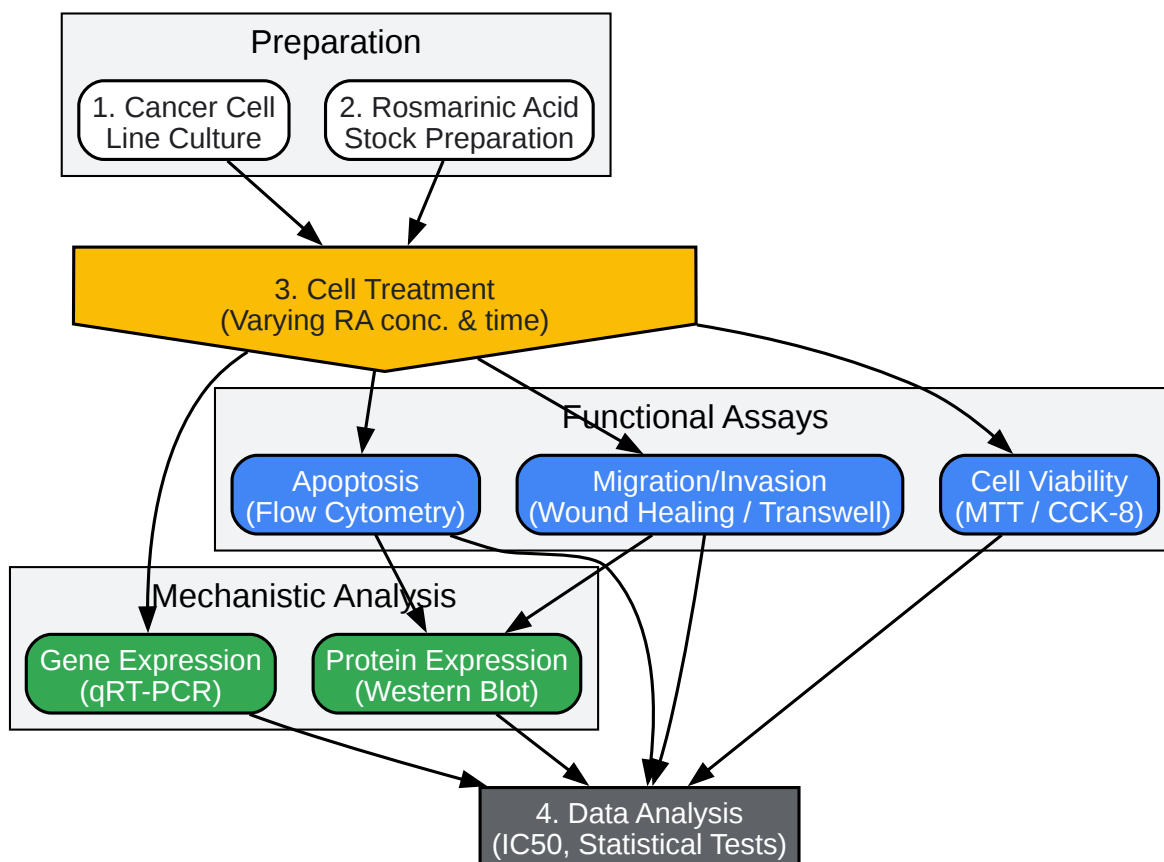 Preparation
1. Cancer Cell
Line Culture
2. Rosmarinic Acid
Stock Preparation
3. Cell Treatment
(Varying RA conc. & time)
Functional Assays
Apoptosis
(Flow Cytometry)
Migration/Invasion
(Wound Healing / Transwell)
Cell Viability
(MTT / CCK-8)
Mechanistic Analysis
Gene Expression
(qRT-PCR)
Protein Expression
(Western Blot)
4. Data Analysis
(IC50, Statistical Tests)